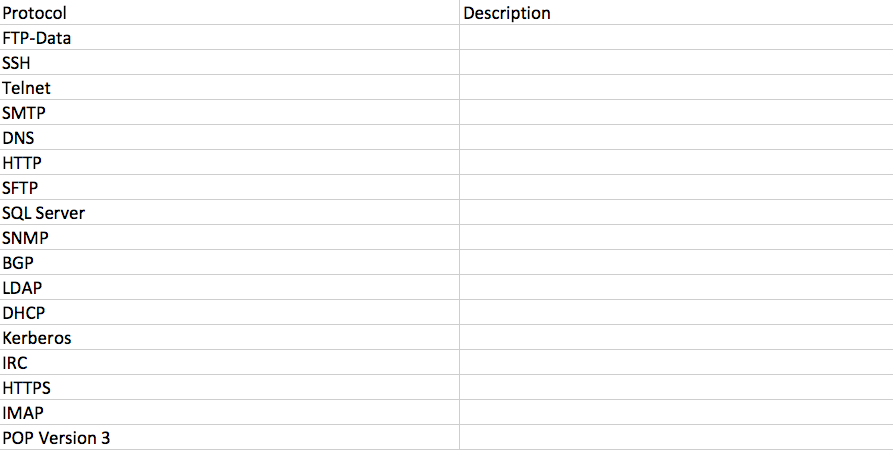 Protocol Description
FTP-Data
SSH
Telnet
SMTP
DNS
HTTP
SFTP
SQL Server
SNMP
BGP
LDAP
DHCP
Kerberos
IRC
HTTPS
IMAP
POP Version 3